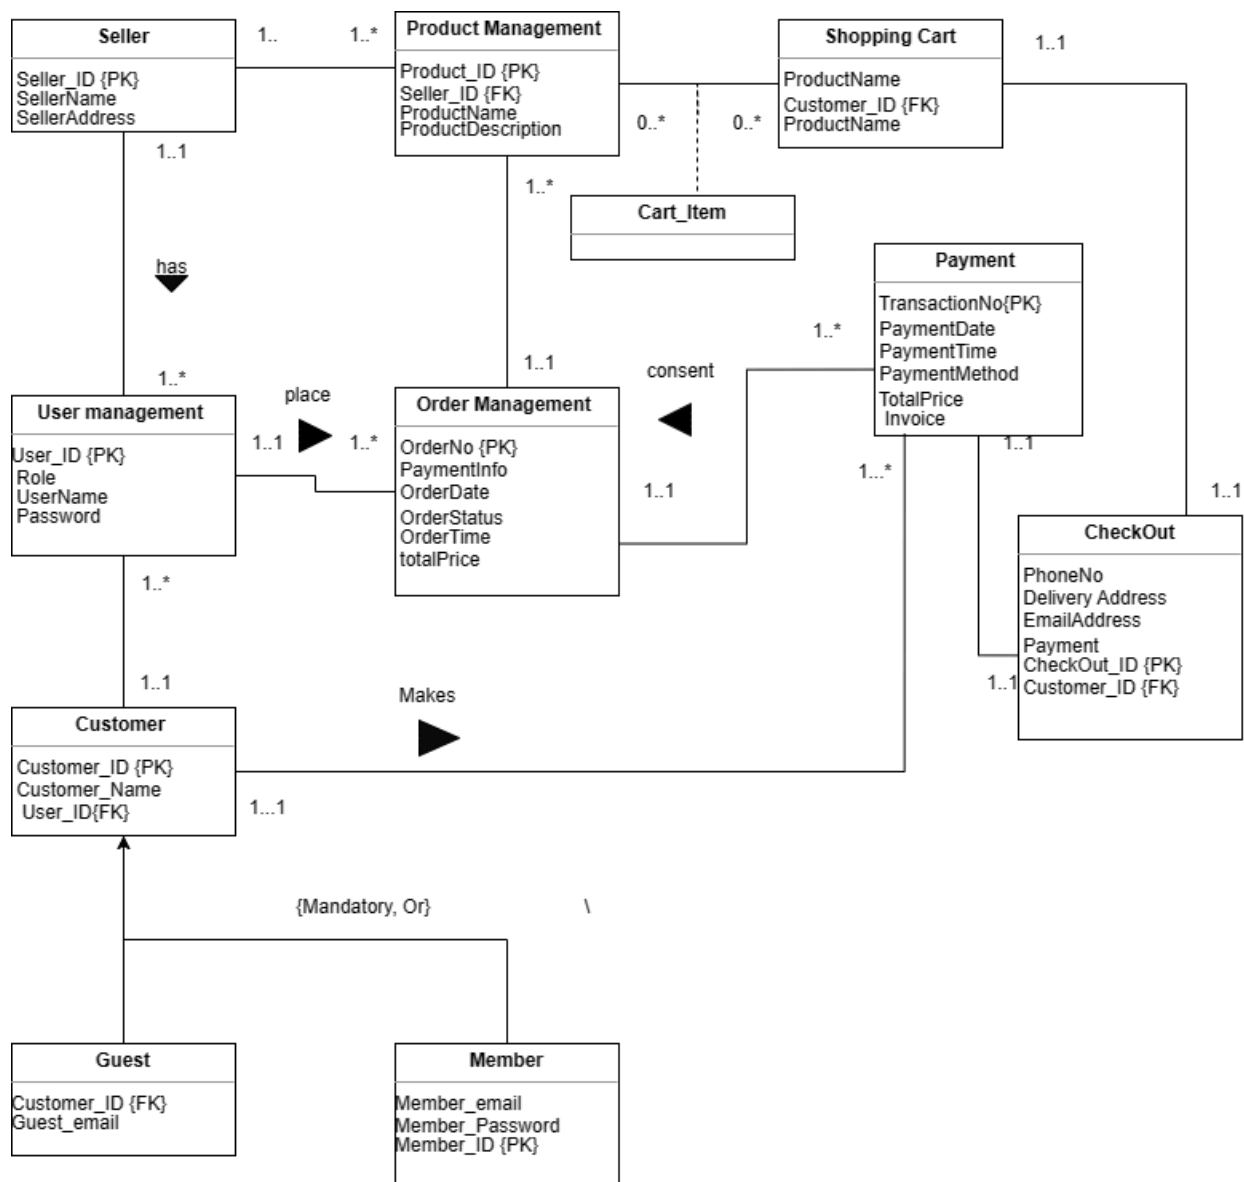 Seller
Seller_ID {PK}
SellerName
SellerAddress
1..
1..*
Product Management
Product_ID {PK}
Seller_ID {FK}
ProductName
ProductDescription
Shopping Cart
ProductName
Customer_ID {FK}
ProductName
1..1
0..*
0..*
1..1
1..*
Cart_Item
has
Payment
TransactionNo{PK}
PaymentDate
PaymentTime
PaymentMethod
TotalPrice
Invoice
1..*
1..*
1..1
consent
place
User management
User_ID {PK}
Role
UserName
Password
1..1
1..*
Order Management
OrderNo {PK}
PaymentInfo
OrderDate
OrderStatus
OrderTime
totalPrice
1..1
1...*
1..1
1..1
CheckOut
PhoneNo
Delivery Address
EmailAddress
Payment
CheckOut_ID {PK}
Customer_ID {FK}
1..*
1..1
1..1
Makes
Customer
Customer_ID {PK}
Customer_Name
User_ID{FK}
1...1
{Mandatory, Or}
\
Guest
Customer_ID {FK}
Guest_email
Member
Member_email
Member_Password
Member_ID {PK}